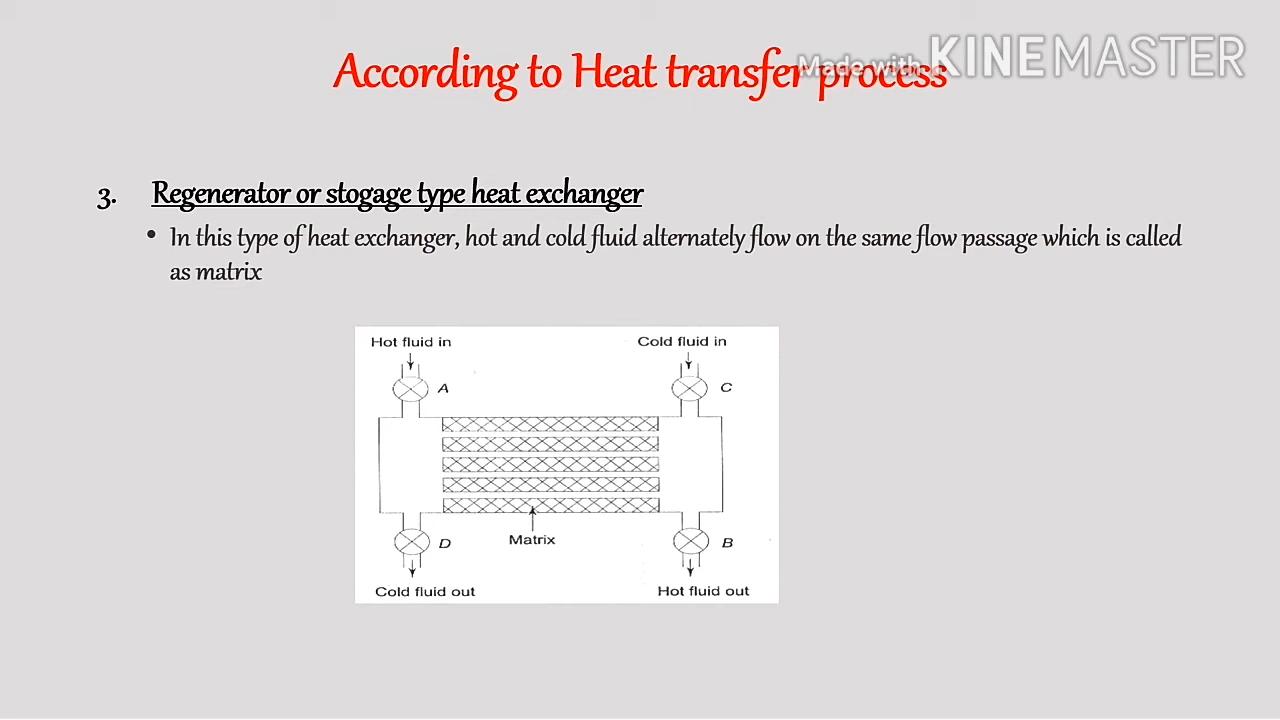 Made with KINEMASTER
According to Heat transfer process
3. Regenerator or stogage type heat exchanger
• In this type of heat exchanger, hot and cold fluid alternately flow on the same flow passage which is called
as matrix
Hot fluid in
Cold fluid in
A
C
Matrix
D
B
Cold fluid out
Hot fluid out